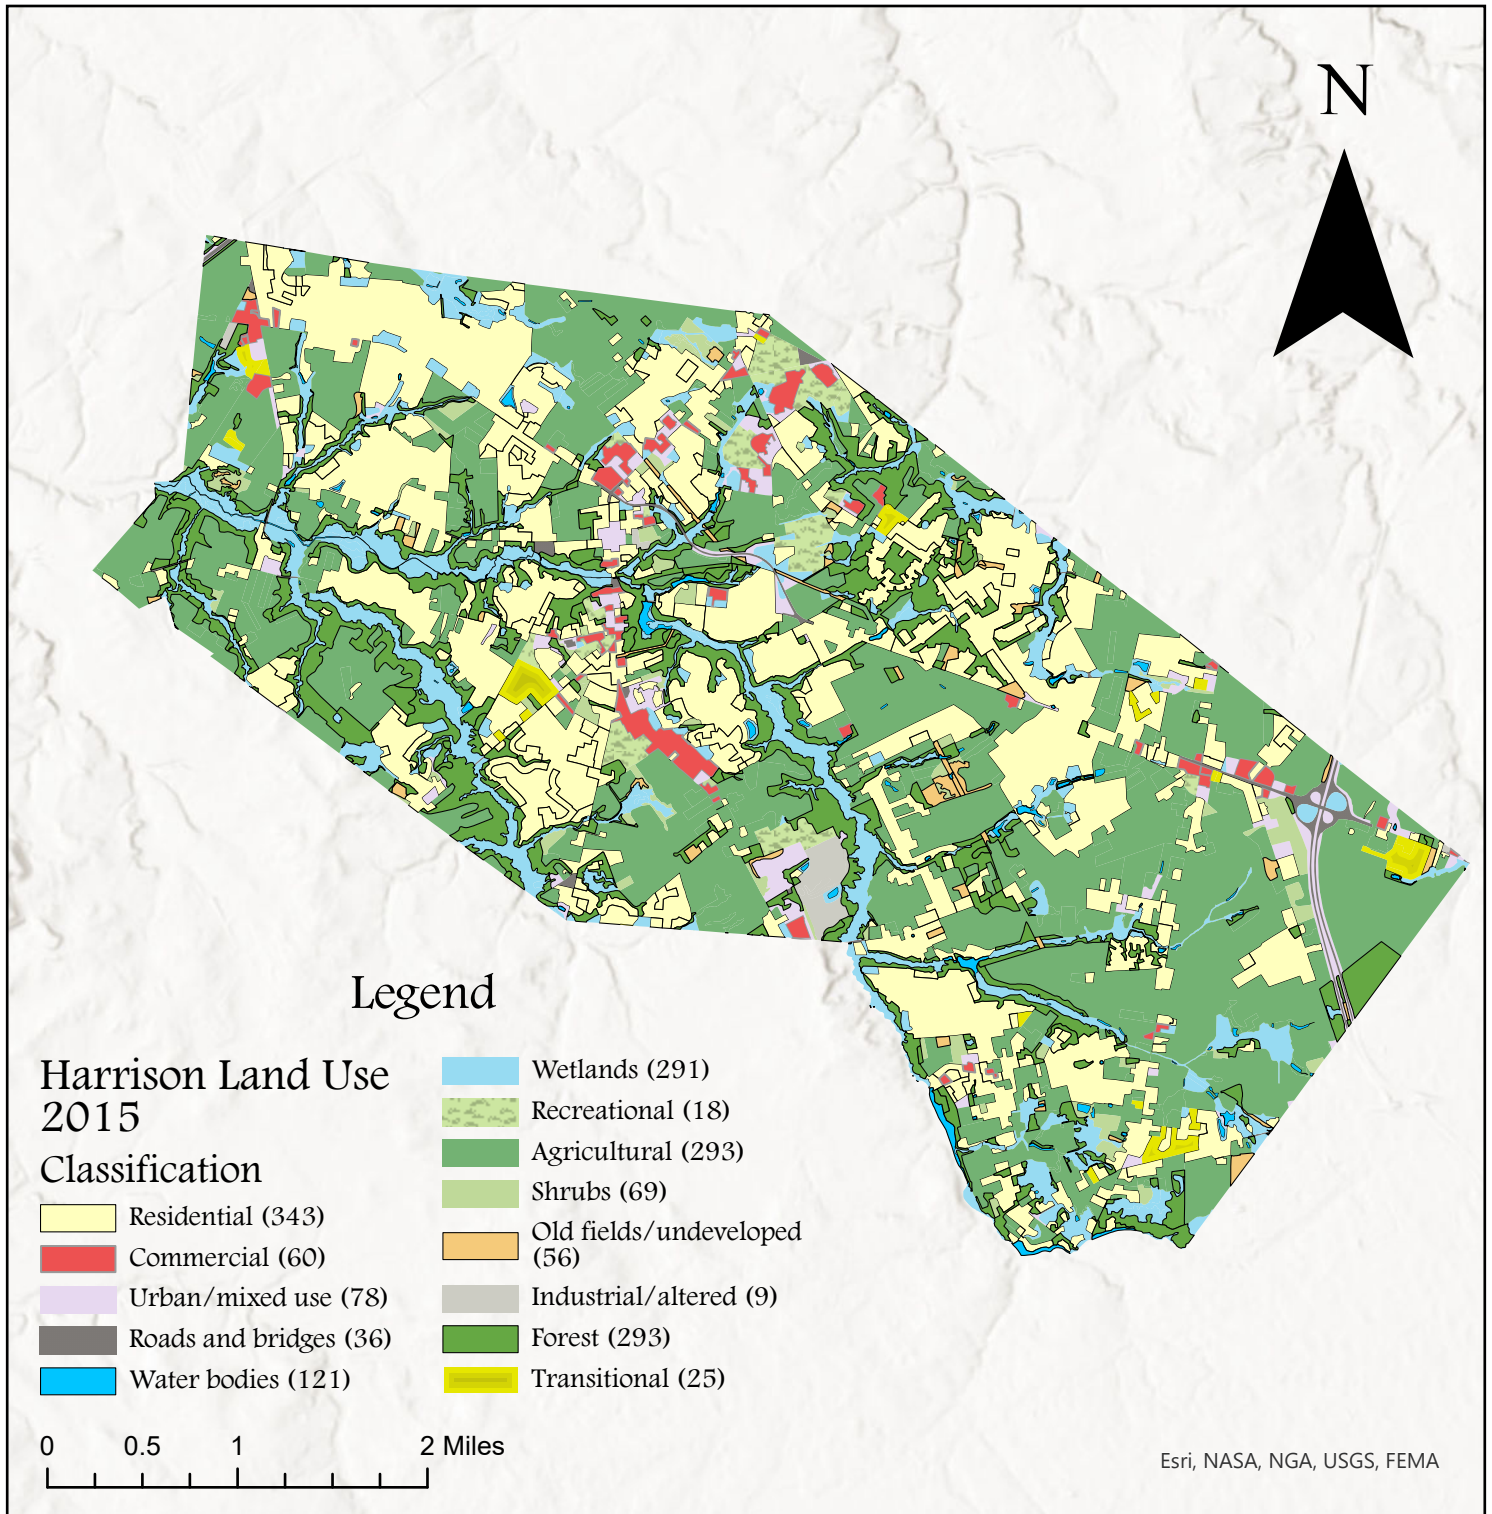 N
Legend
Harrison Land Use
2015
Classification
Residential (343)
Commercial (60)
Urban/mixed use (78)
Roads and bridges (36)
Water bodies (121)
Wetlands (291)
Recreational (18)
Agricultural (293)
Shrubs (69)
Old fields/undeveloped
(56)
Industrial/altered (9)
Forest (293)
Transitional (25)
0 0.5 1 2 Miles
Esri, NASA, NGA, USGS, FEMA